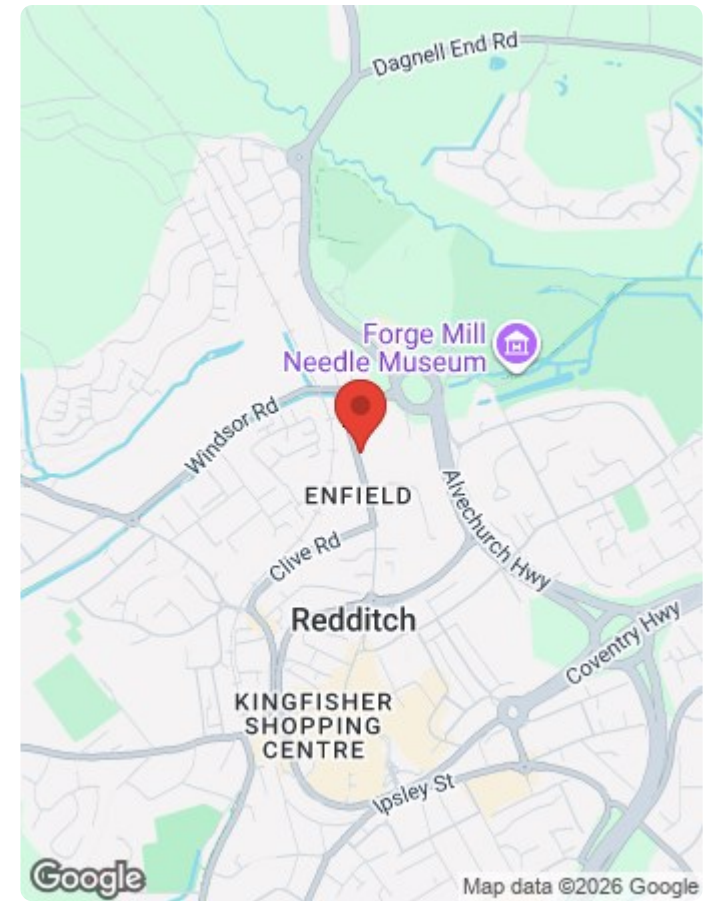 Dagnell End Rd
Forge Mill
Needle Museum
Windsor Rd
ENFIELD
Alvechurch Hwy
Clive Rd
Redditch
Coventry Hwy
KINGFISHER
SHOPPING
CENTRE
Ipsley St
Google
Map data ©2026 Google